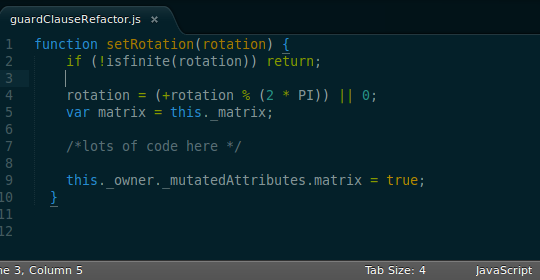 guardClauseRefactor.js ×
1 function setRotation(rotation) {
2 if (!isfinite(rotation)) return;
3
4 rotation = (+rotation % (2 * PI)) || 0;
5 var matrix = this._matrix;
6
7 /*lots of code here */
8
9 this._owner._mutatedAttributes.matrix = true;
10 }
11
12
ne 3, Column 5 Tab Size: 4 JavaScript